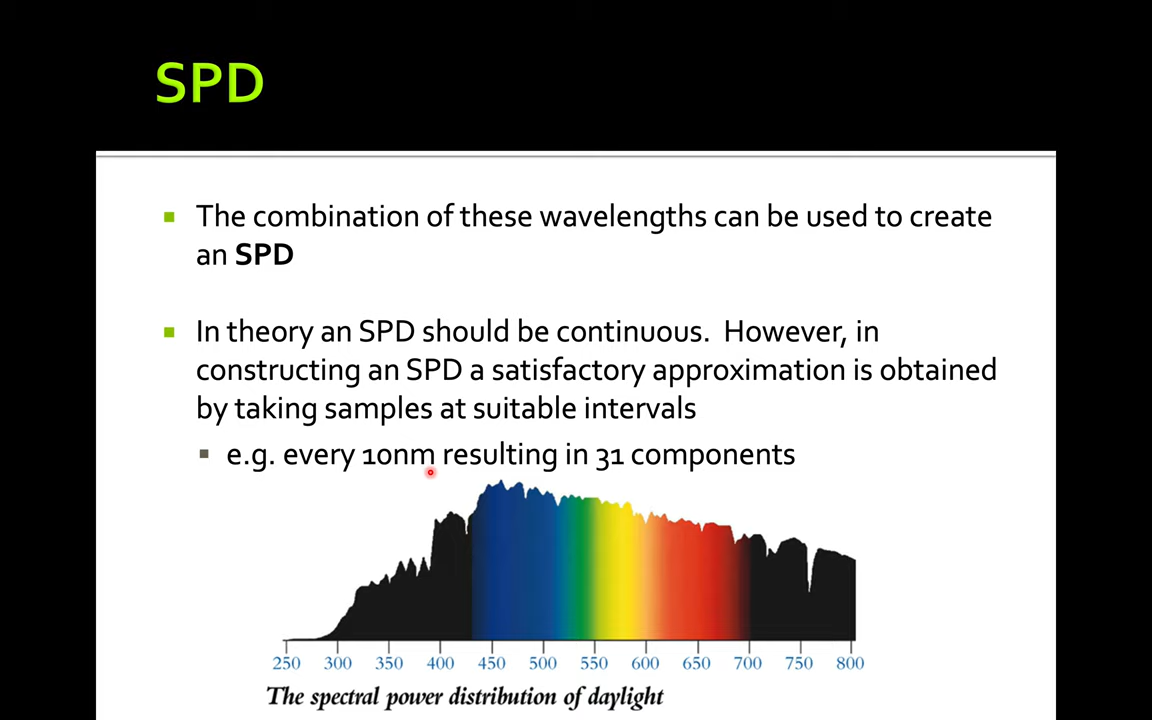 SPD
The combination of these wavelengths can be used to create
an SPD
In theory an SPD should be continuous. However, in
constructing an SPD a satisfactory approximation is obtained
by taking samples at suitable intervals
e.g. every 10nm resulting in 31 components
250 300 350 400 450 500 550 600 650 700 750 800
The spectral power distribution of daylight